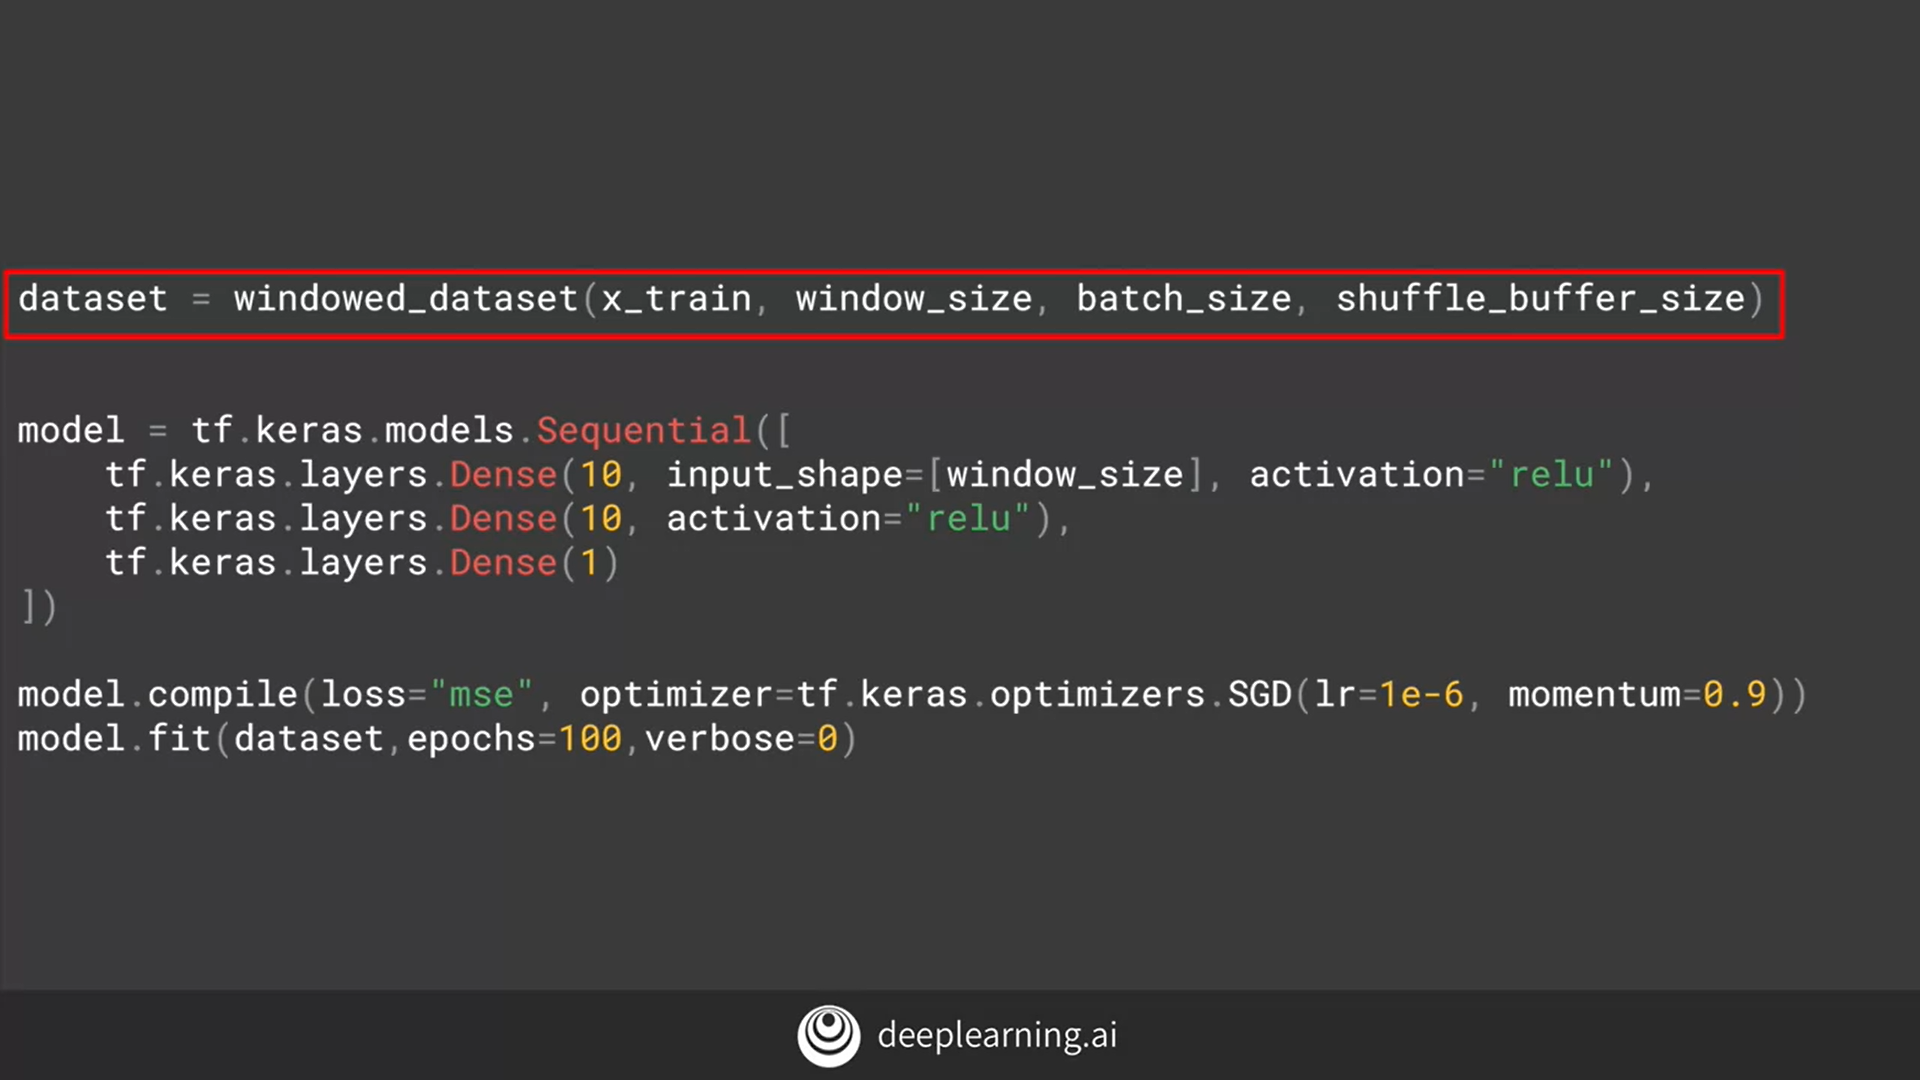 dataset = windowed_dataset(x_train, window_size, batch_size, shuffle_buffer_size)
model = tf.keras.models.Sequential([
    tf.keras.layers.Dense(10, input_shape=[window_size], activation="relu"),
    tf.keras.layers.Dense(10, activation="relu"),
    tf.keras.layers.Dense(1)
])
model.compile(loss="mse", optimizer=tf.keras.optimizers.SGD(lr=1e-6, momentum=0.9))
model.fit(dataset,epochs=100,verbose=0)
deeplearning.ai